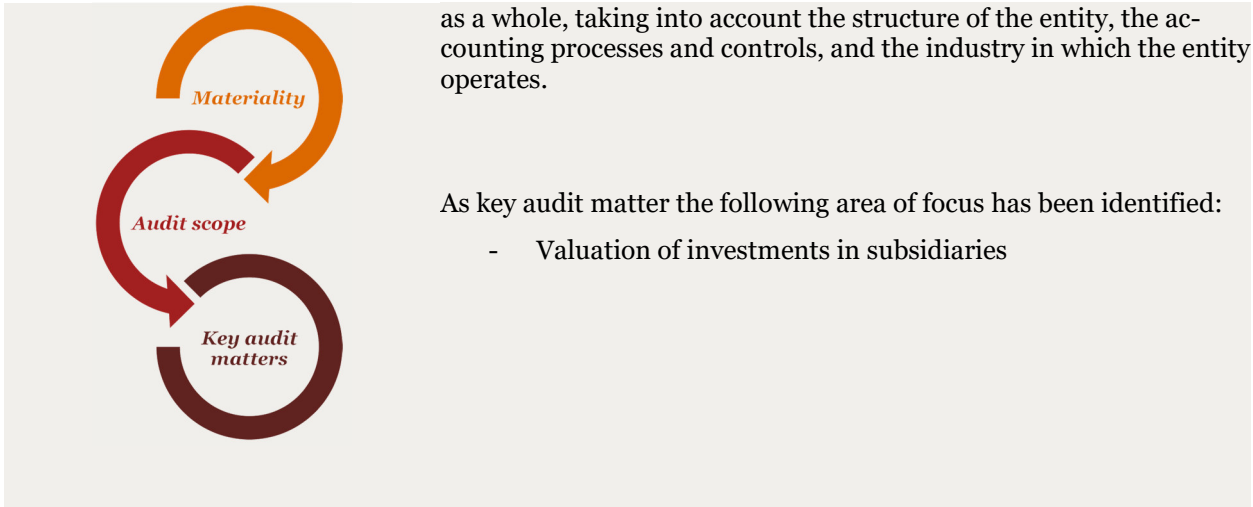 Materiality
Audit scope
Key audit
matters
as a whole, taking into account the structure of the entity, the ac-
counting processes and controls, and the industry in which the entity
operates.
As key audit matter the following area of focus has been identified:
- Valuation of investments in subsidiaries